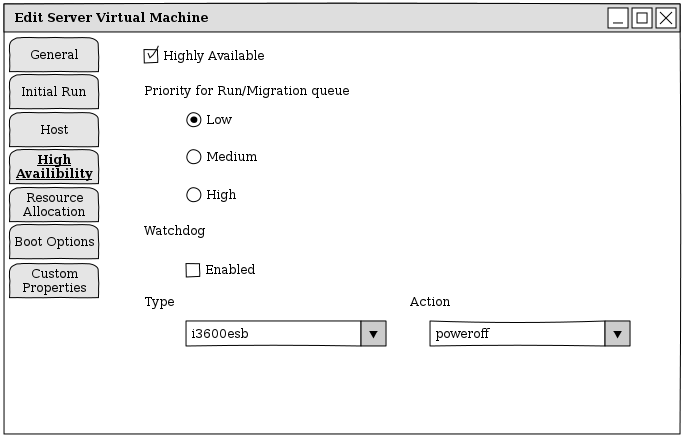 Edit Server Virtual Machine
General
Initial Run
Host
High
Availibility
Resource
Allocation
Boot Options
Custom
Properties
Highly Available
Priority for Run/Migration queue
Low
Medium
High
Watchdog
Enabled
Type
Action
i3600esb
poweroff